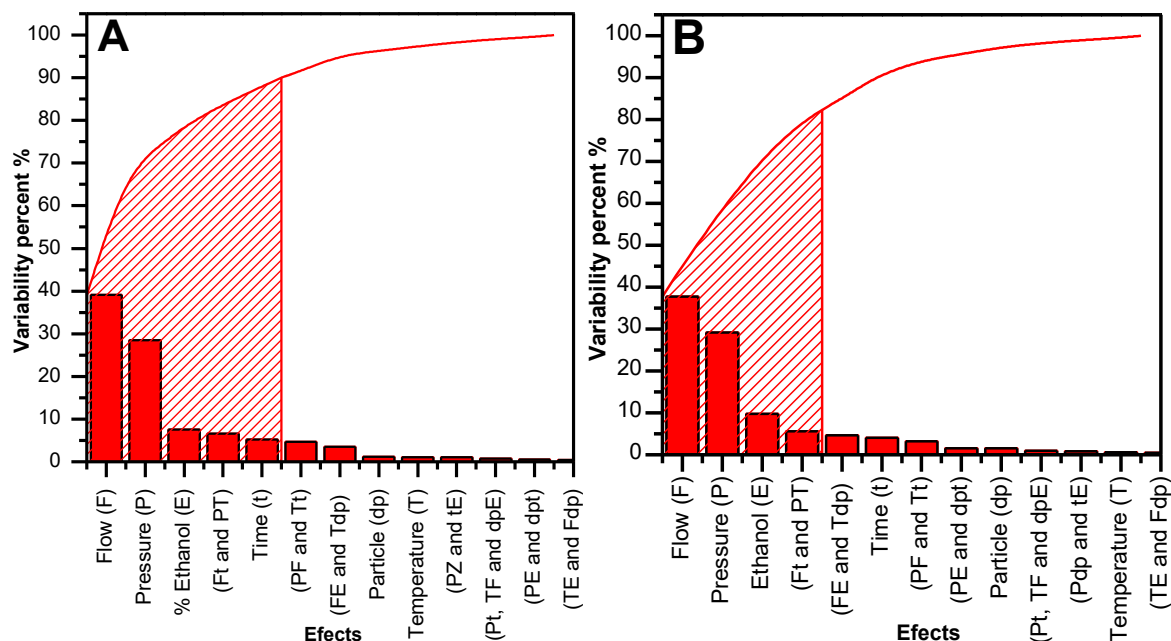 A
Variability percent %
100
90
80
70
60
50
40
30
20
10
0
Flow (F)
Pressure (P)
% Ethanol (E)
(Ft and PT)
Time (t)
(PF and Tt)
(FE and Tdp)
Particle (dp)
Temperature (T)
(PZ and tE)
(Pt, TF and dpE)
(PE and dpt)
(TE and Fdp)
Efects
B
Variability percent %
100
90
80
70
60
50
40
30
20
10
0
Flow (F)
Pressure (P)
Ethanol (E)
(Ft and PT)
(FE and Tdp)
Time (t)
(PF and Tt)
(PE and dpt)
Particle (dp)
(Pt, TF and dpE)
(Pdp and tE)
Temperature (T)
(TE and Fdp)
Efects